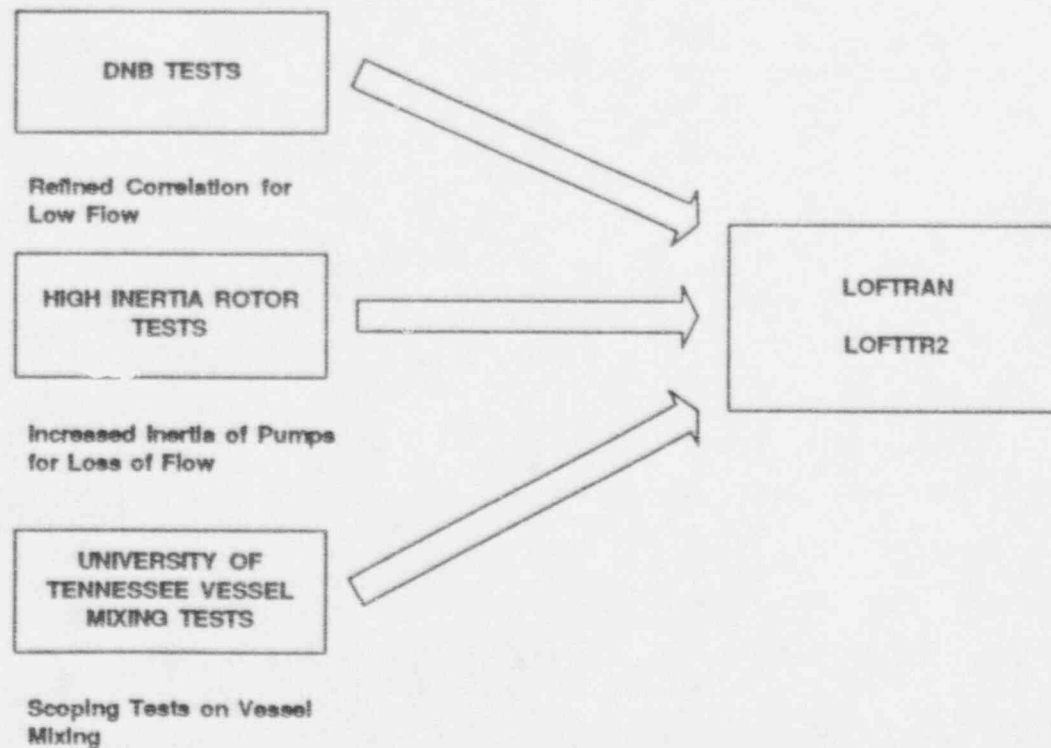 DNB TESTS
Refined Correlation for
Low Flow
HIGH INERTIA ROTOR
TESTS
Increased Inertia of Pumps
for Loss of Flow
UNIVERSITY OF
TENNESSEE VESSEL
MIXING TESTS
Scoping Tests on Vessel
Mixing
LOFTRAN
LOFTTR2